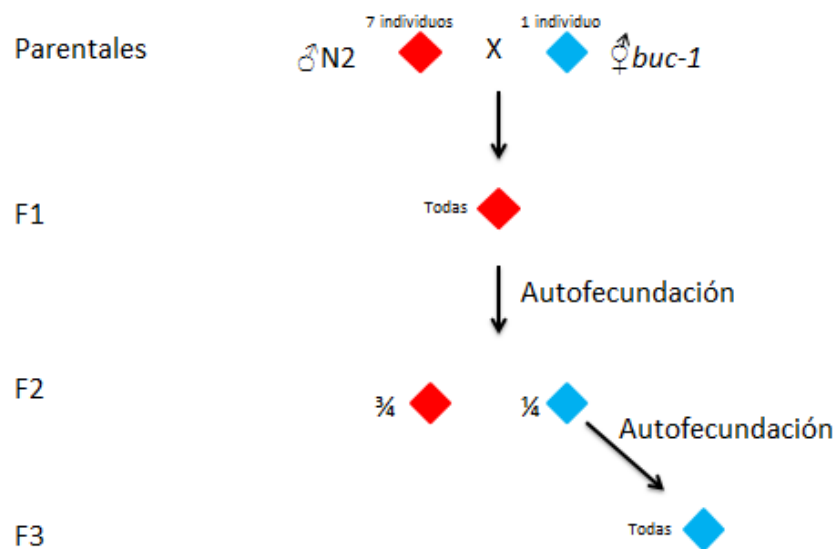 7 individuos 1 individuo
Parentales ♂N2 X ⚥buc-1
F1 Todas
Autofecundación
F2 ¾ ¼
Autofecundación
F3 Todas